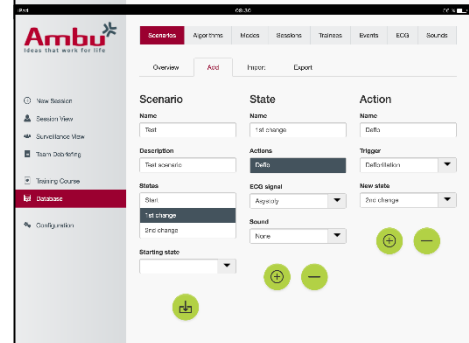 iPad
08.30
Ambu
Ideas that work for life
Scenarios
Algorithms
Modes
Sessions
Trainees
Events
ECG
Sounds
Overview
Add
Import
Export
New Session
Session View
Surveillance View
Team Debriefing
Training Course
Database
Configuration
Scenario
Name
Test
Description
Test scenario
States
Start
1st change
2nd change
Starting state
State
Name
1st change
Actions
Defib
ECG signal
Asystoly
Sound
None
Action
Name
Defib
Trigger
Defibrillation
New state
2nd change